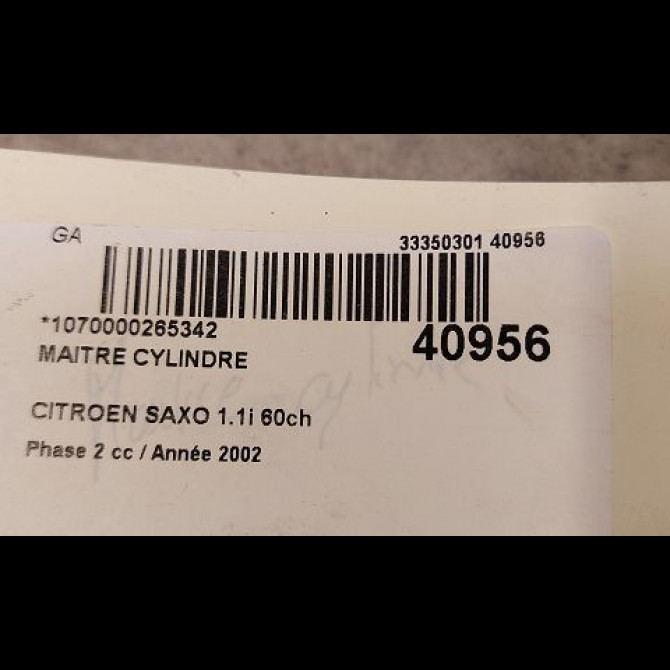 GA
33350301 40956
*1070000265342
40956
MAITRE CYLINDRE
CITROEN SAXO 1.1i 60ch
Phase 2 cc / Année 2002